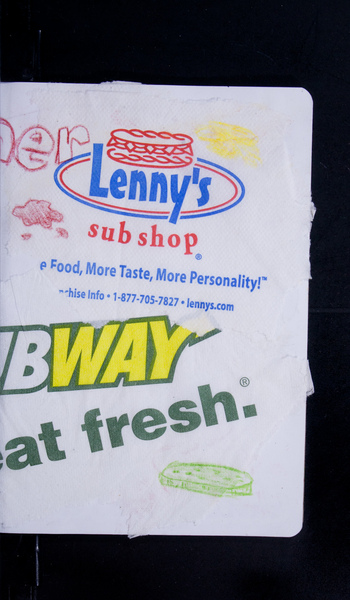 ner
Lenny's
sub shop®
e Food, More Taste, More Personality!™
chise Info • 1-877-705-7827 • lennys.com
BWAY
eat fresh.®